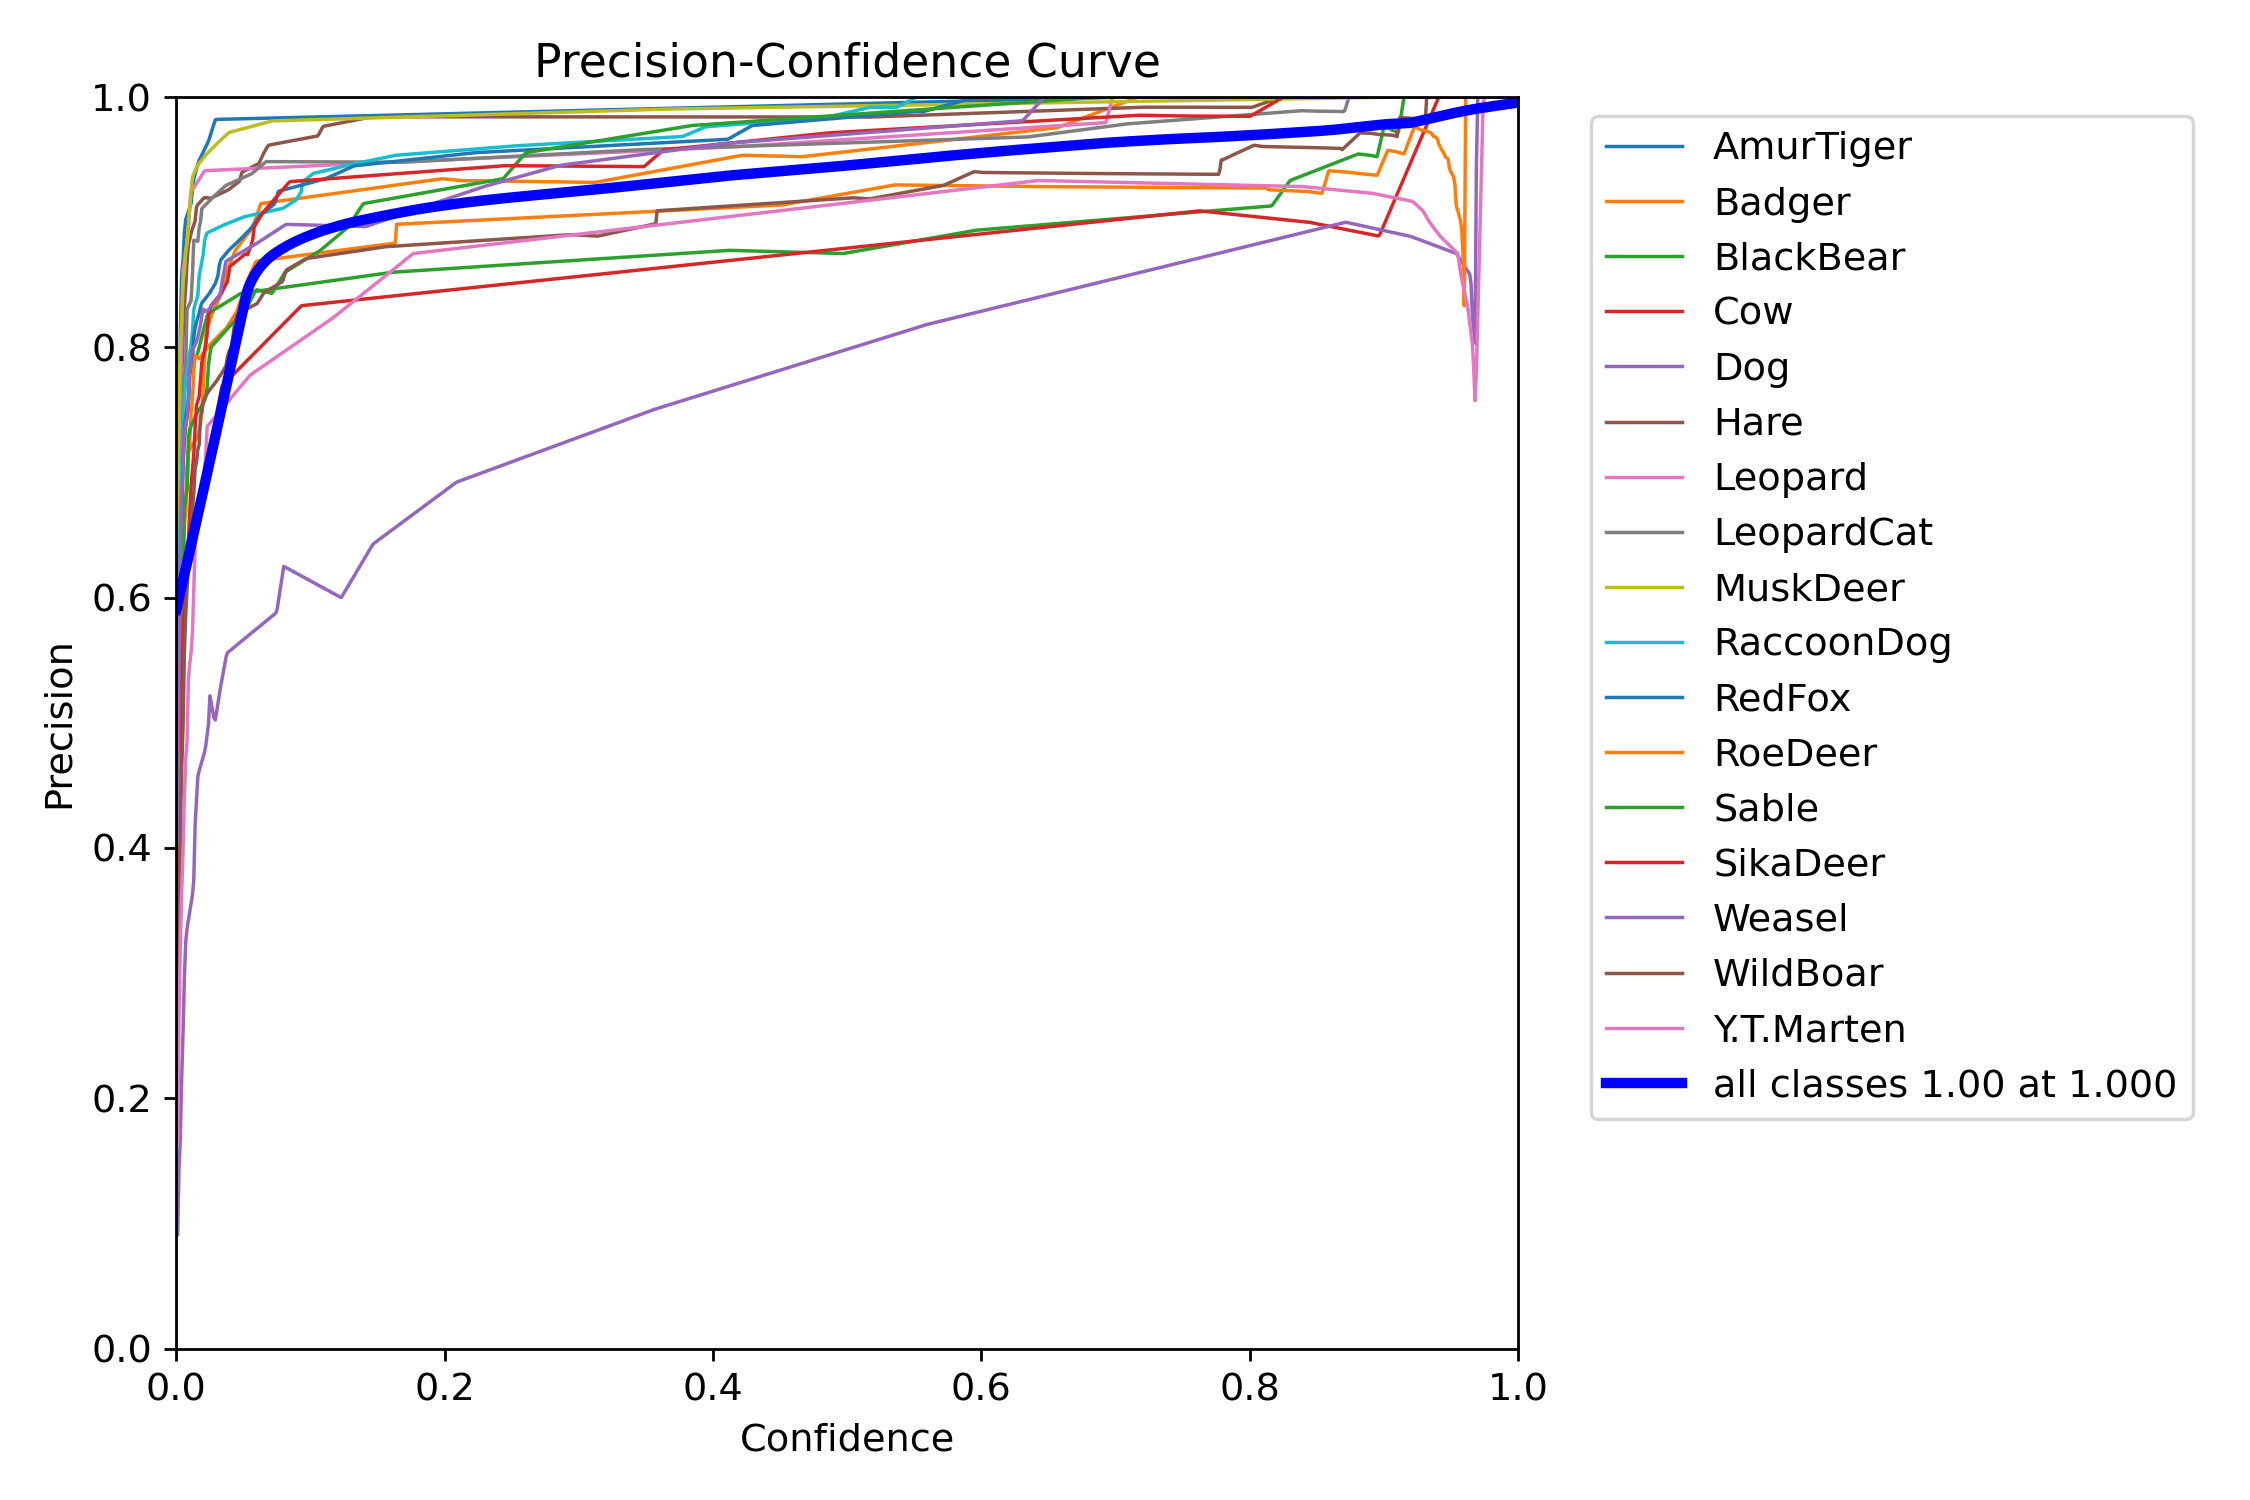 Precision-Confidence Curve
1.0
0.8
0.6
0.4
0.2
0.0
Precision
0.0 0.2 0.4 0.6 0.8 1.0
Confidence
AmurTiger
Badger
BlackBear
Cow
Dog
Hare
Leopard
LeopardCat
MuskDeer
RaccoonDog
RedFox
RoeDeer
Sable
SikaDeer
Weasel
WildBoar
Y.T.Marten
all classes 1.00 at 1.000